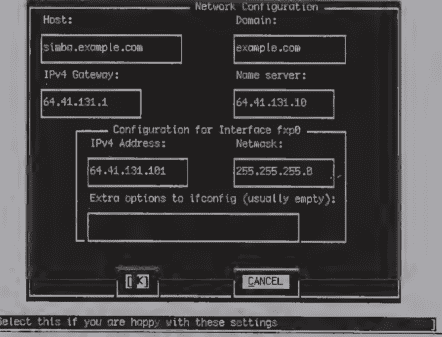 Network Configuration
Host: Domain:
simba.example.com example.com
IPv4 Gateway: Name server:
64.41.131.1 64.41.131.10
Configuration for Interface fxp0
IPv4 Address: Netmask:
64.41.131.101 255.255.255.0
Extra options to ifconfig (usually empty):
CANCEL
Select this if you are happy with these settings ]